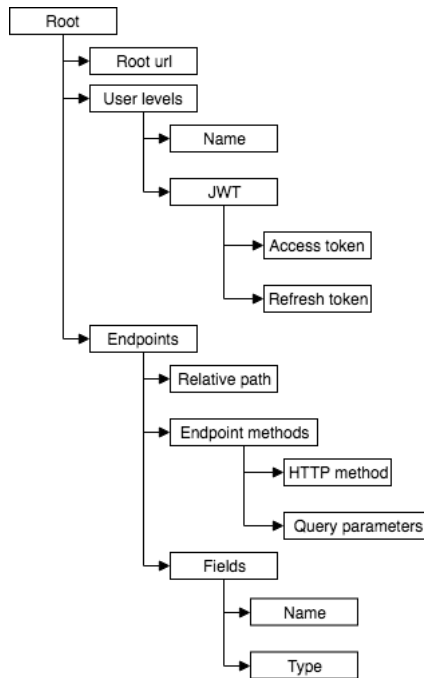 Root
Root url
User levels
Name
JWT
Access token
Refresh token
Endpoints
Relative path
Endpoint methods
HTTP method
Query parameters
Fields
Name
Type